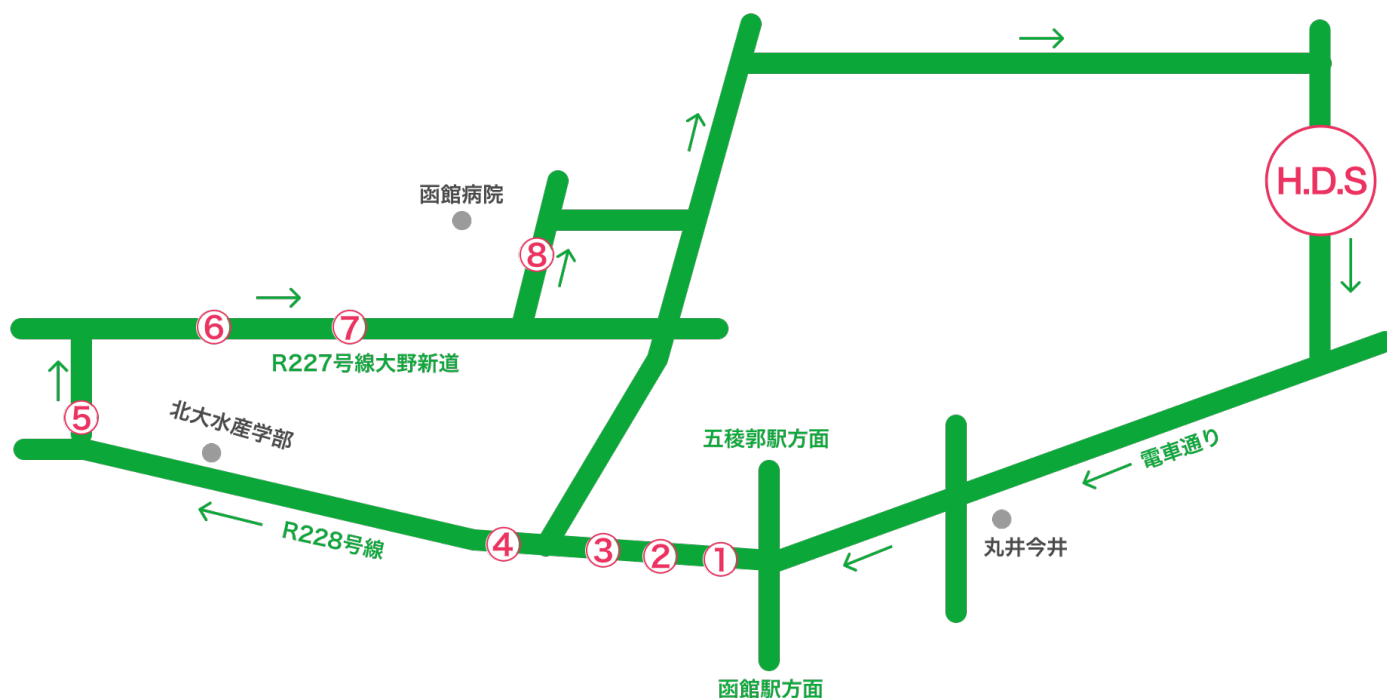 H.D.S
函館病院
⑧
⑥
⑦
R227号線大野新道
⑤
北大水産学部
五稜郭駅方面
電車通り
R228号線
④
③
②
①
丸井今井
函館駅方面